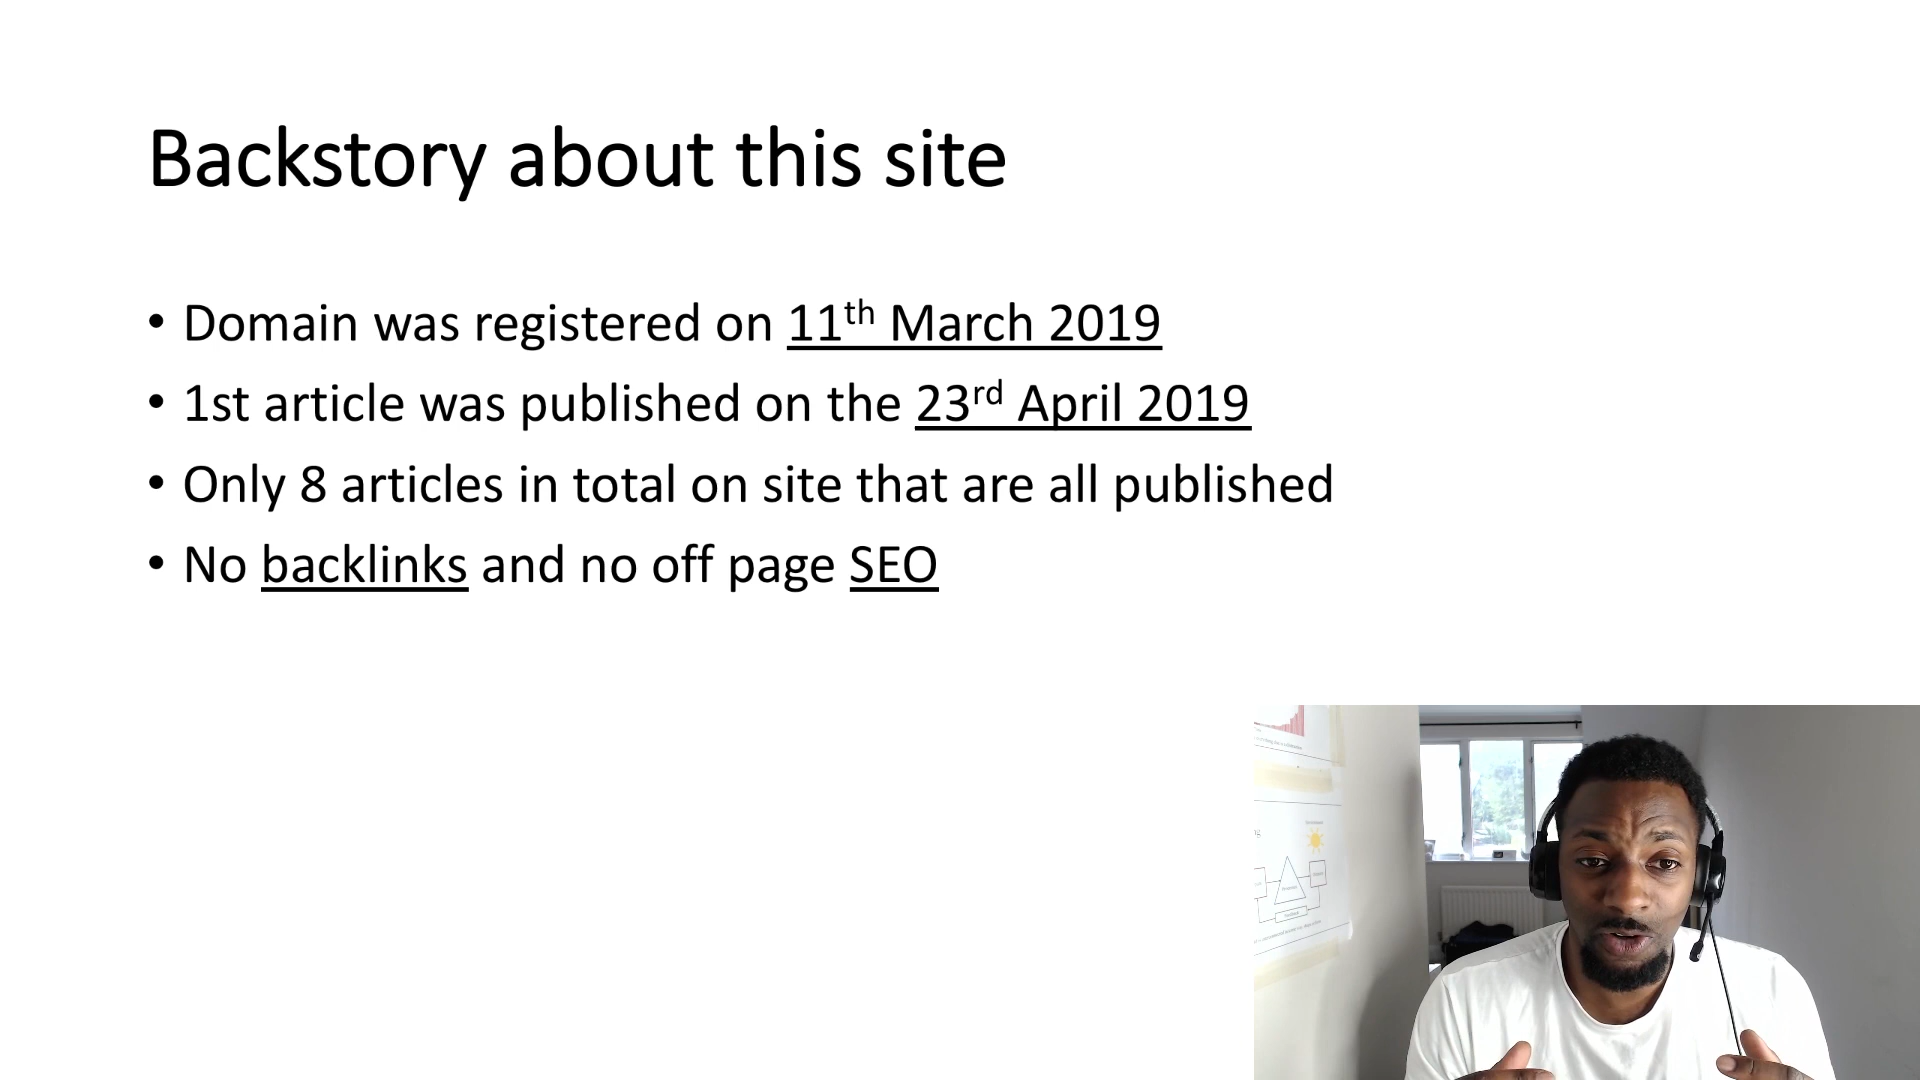 Backstory about this site
• Domain was registered on 11th March 2019
• 1st article was published on the 23rd April 2019
• Only 8 articles in total on site that are all published
• No backlinks and no off page SEO